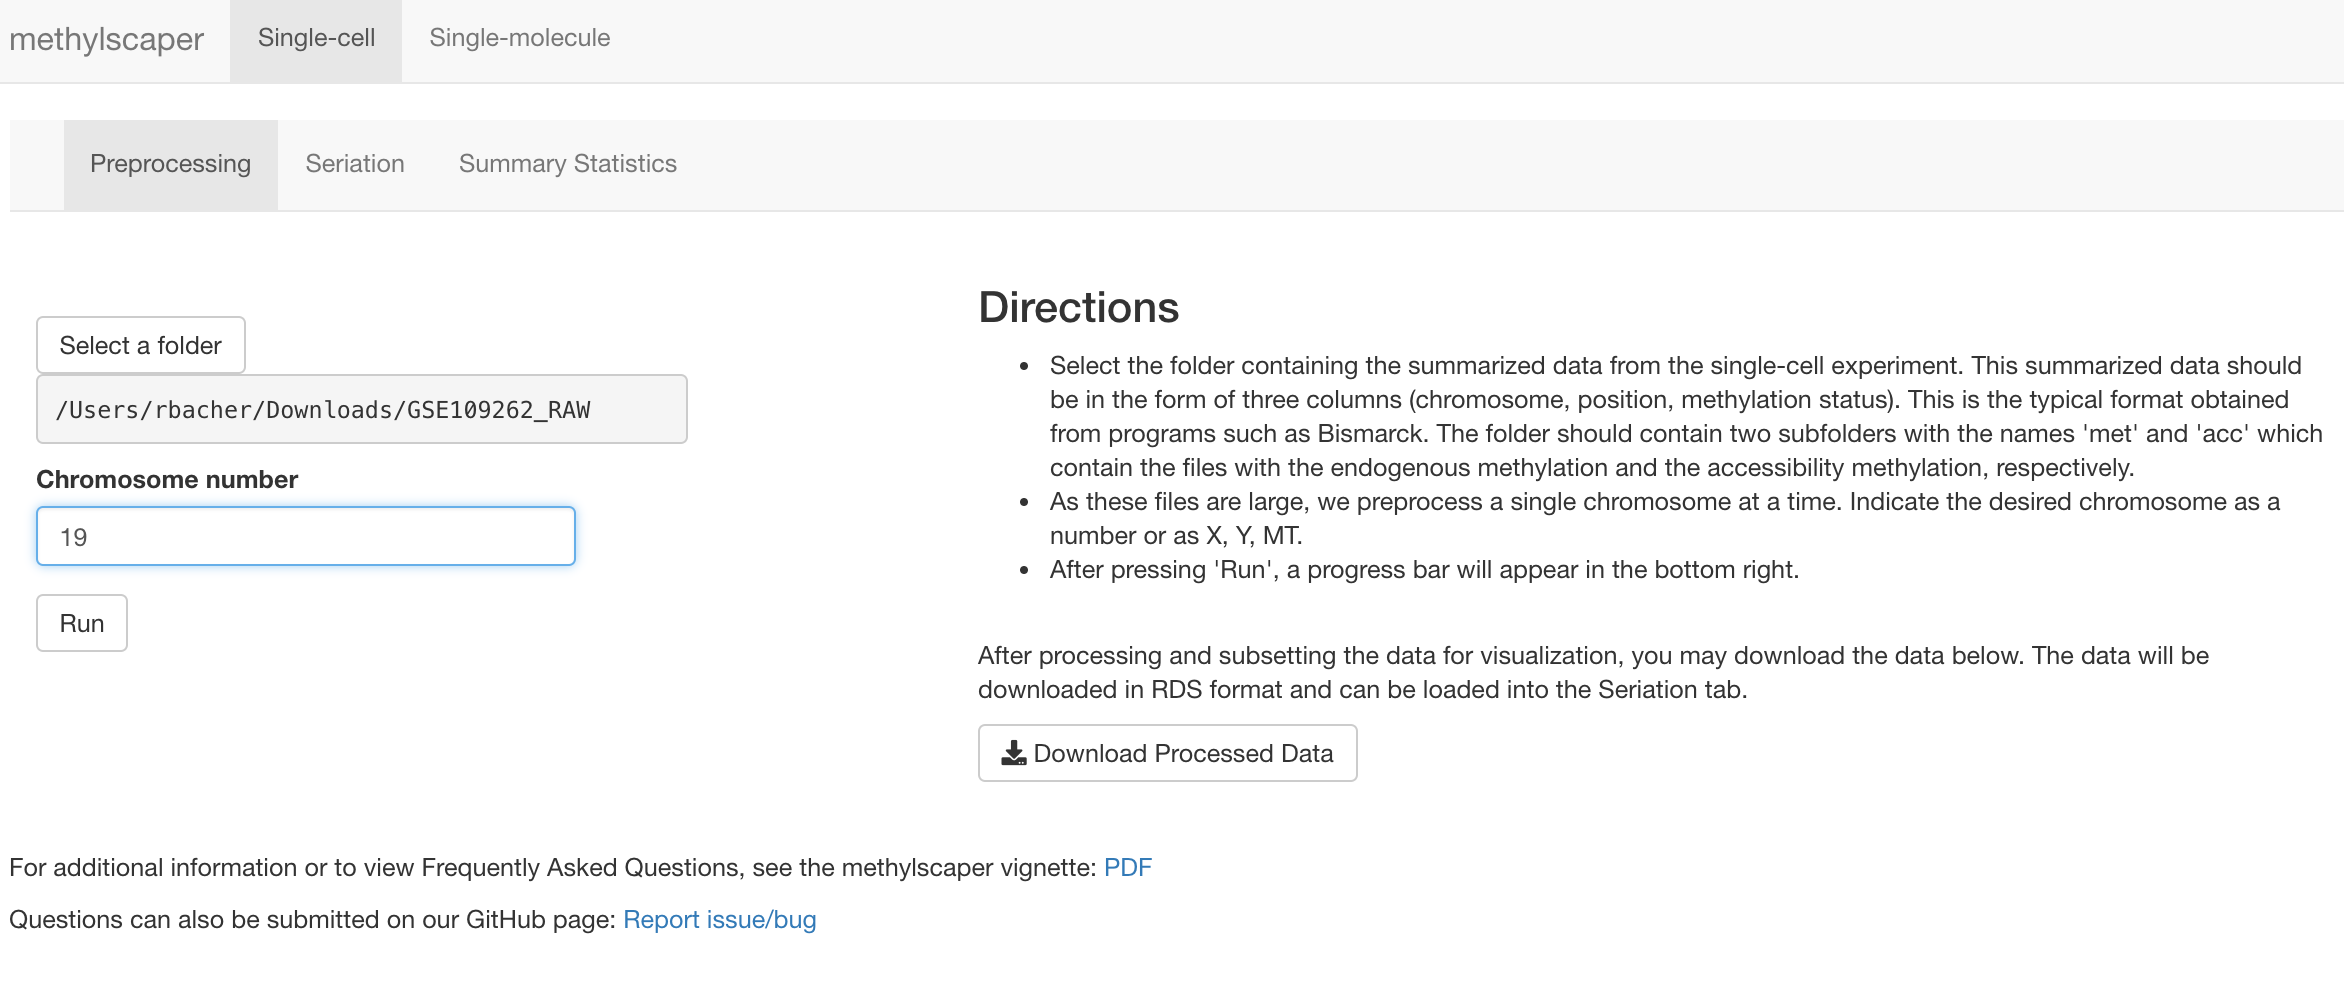 methylscaper Single-cell Single-molecule
Preprocessing Seriation Summary Statistics
Select a folder
/Users/rbacher/Downloads/GSE109262_RAW
Chromosome number
19
Run
Directions
• Select the folder containing the summarized data from the single-cell experiment. This summarized data should
be in the form of three columns (chromosome, position, methylation status). This is the typical format obtained
from programs such as Bismarck. The folder should contain two subfolders with the names 'met' and 'acc' which
contain the files with the endogenous methylation and the accessibility methylation, respectively.
• As these files are large, we preprocess a single chromosome at a time. Indicate the desired chromosome as a
number or as X, Y, MT.
• After pressing 'Run', a progress bar will appear in the bottom right.
After processing and subsetting the data for visualization, you may download the data below. The data will be
downloaded in RDS format and can be loaded into the Seriation tab.
Download Processed Data
For additional information or to view Frequently Asked Questions, see the methylscaper vignette: PDF
Questions can also be submitted on our GitHub page: Report issue/bug